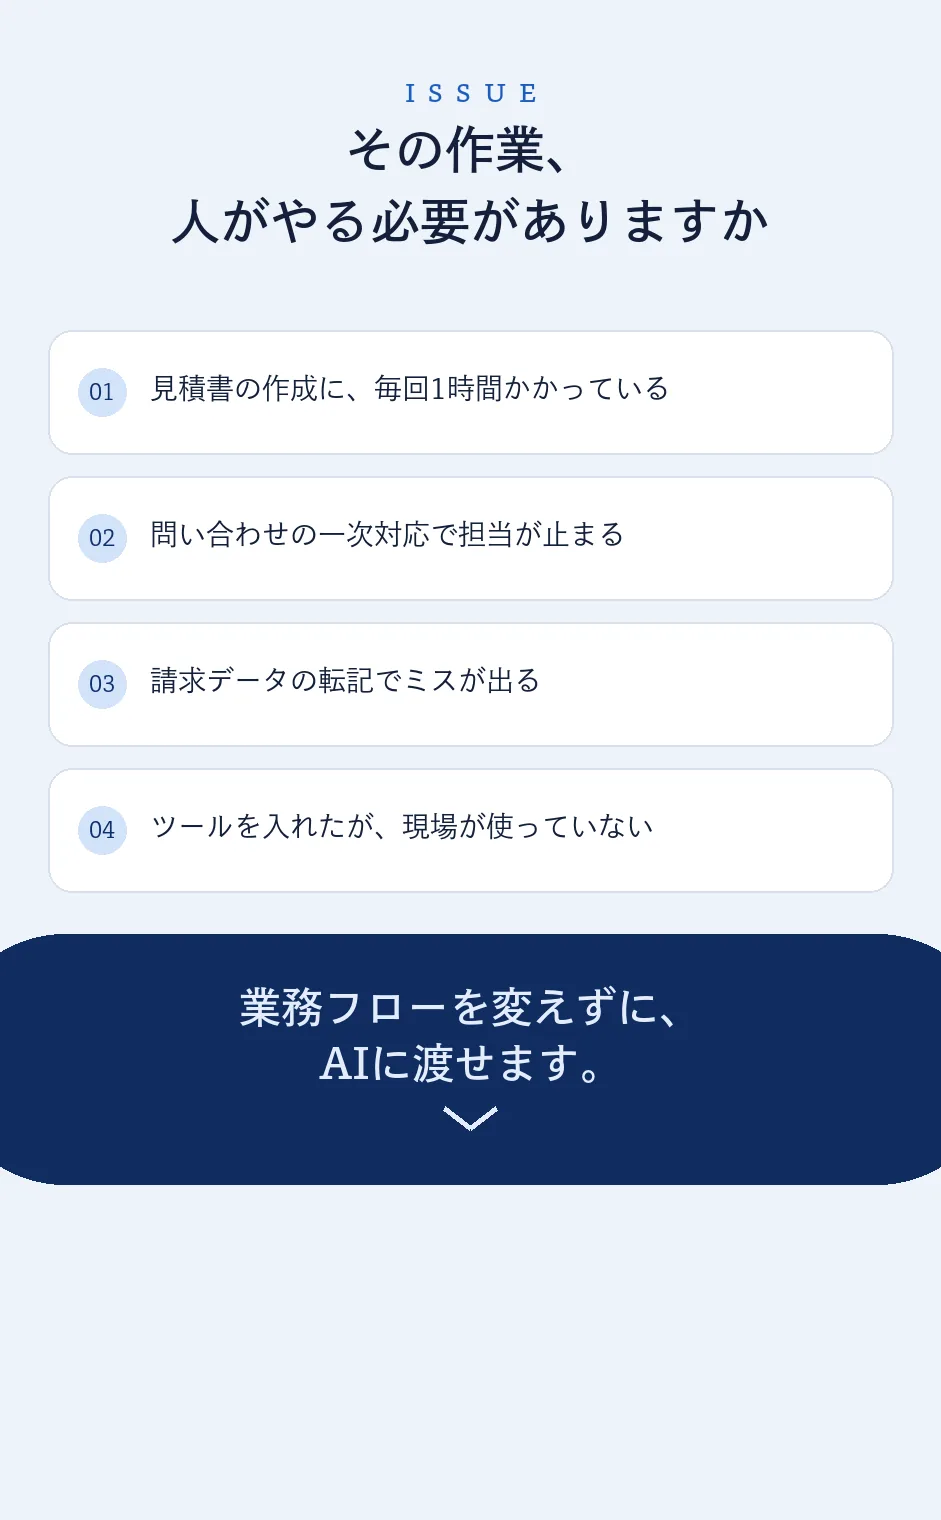 ISSUE
その作業、
人がやる必要がありますか
01 見積書の作成に、毎回1時間かかっている
02 問い合わせの一次対応で担当が止まる
03 請求データの転記でミスが出る
04 ツールを入れたが、現場が使っていない
業務フローを変えずに、
AIに渡せます。